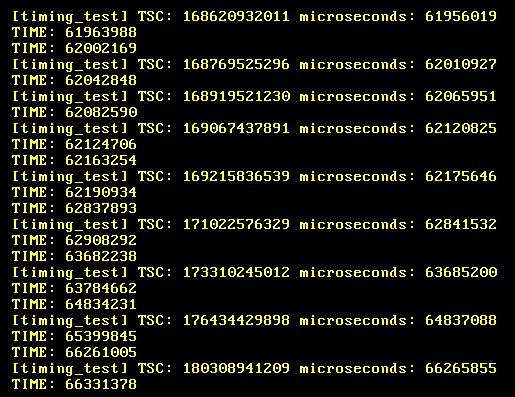 [timing_test] TSC: 168620932011 microseconds: 61956019
TIME: 61963988
TIME: 62002169
[timing_test] TSC: 168769525296 microseconds: 62010927
TIME: 62042848
[timing_test] TSC: 168919521230 microseconds: 62065951
TIME: 62082590
[timing_test] TSC: 169067437891 microseconds: 62120825
TIME: 62124706
TIME: 62163254
[timing_test] TSC: 169215836539 microseconds: 62175646
TIME: 62190934
TIME: 62837893
[timing_test] TSC: 171022576329 microseconds: 62841532
TIME: 62908292
TIME: 63682238
[timing_test] TSC: 173310245012 microseconds: 63685200
TIME: 63784662
TIME: 64834231
[timing_test] TSC: 176434429898 microseconds: 64837088
TIME: 65399845
TIME: 66261005
[timing_test] TSC: 180308941209 microseconds: 66265855
TIME: 66331378